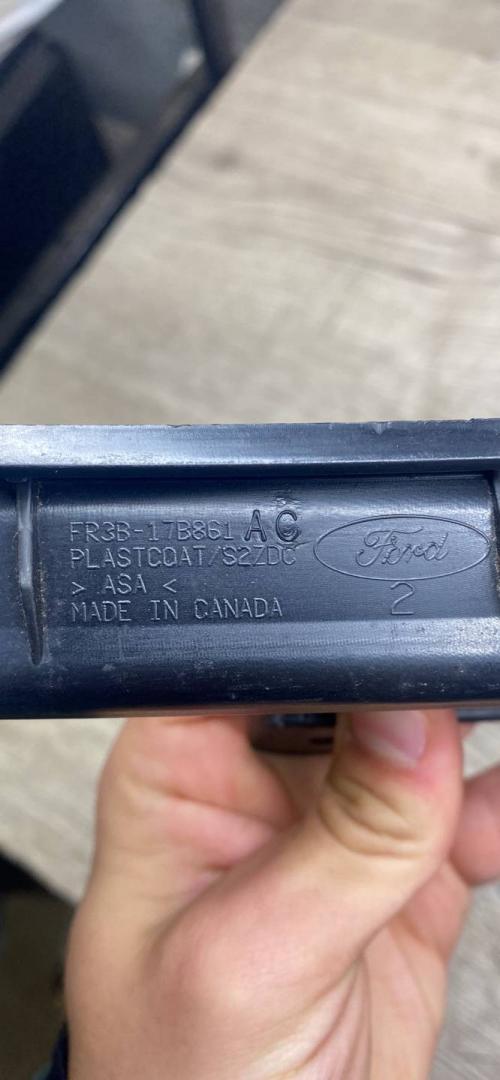 FR3B-17B861 AC
PLASTCOAT/S2ZDC
> ASA <
MADE IN CANADA
Ford
2